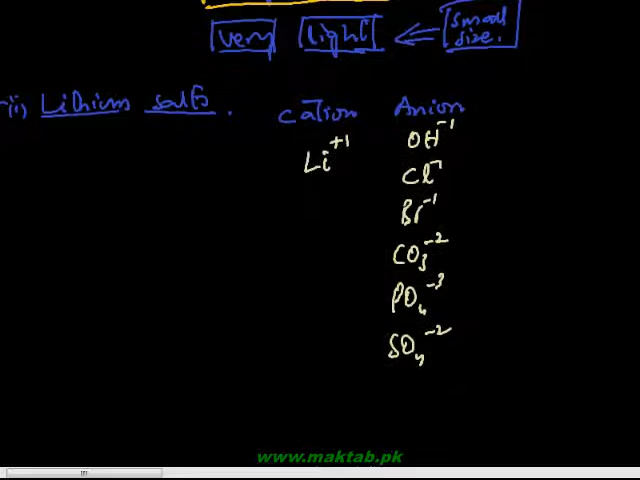 very light ⇐ small size.
ii) Lithium salts. Cation Anion
Li⁺¹ OH⁻¹
Cl⁻
Br⁻¹
CO₃⁻²
PO₄⁻³
SO₄⁻²
www.maktab.pk